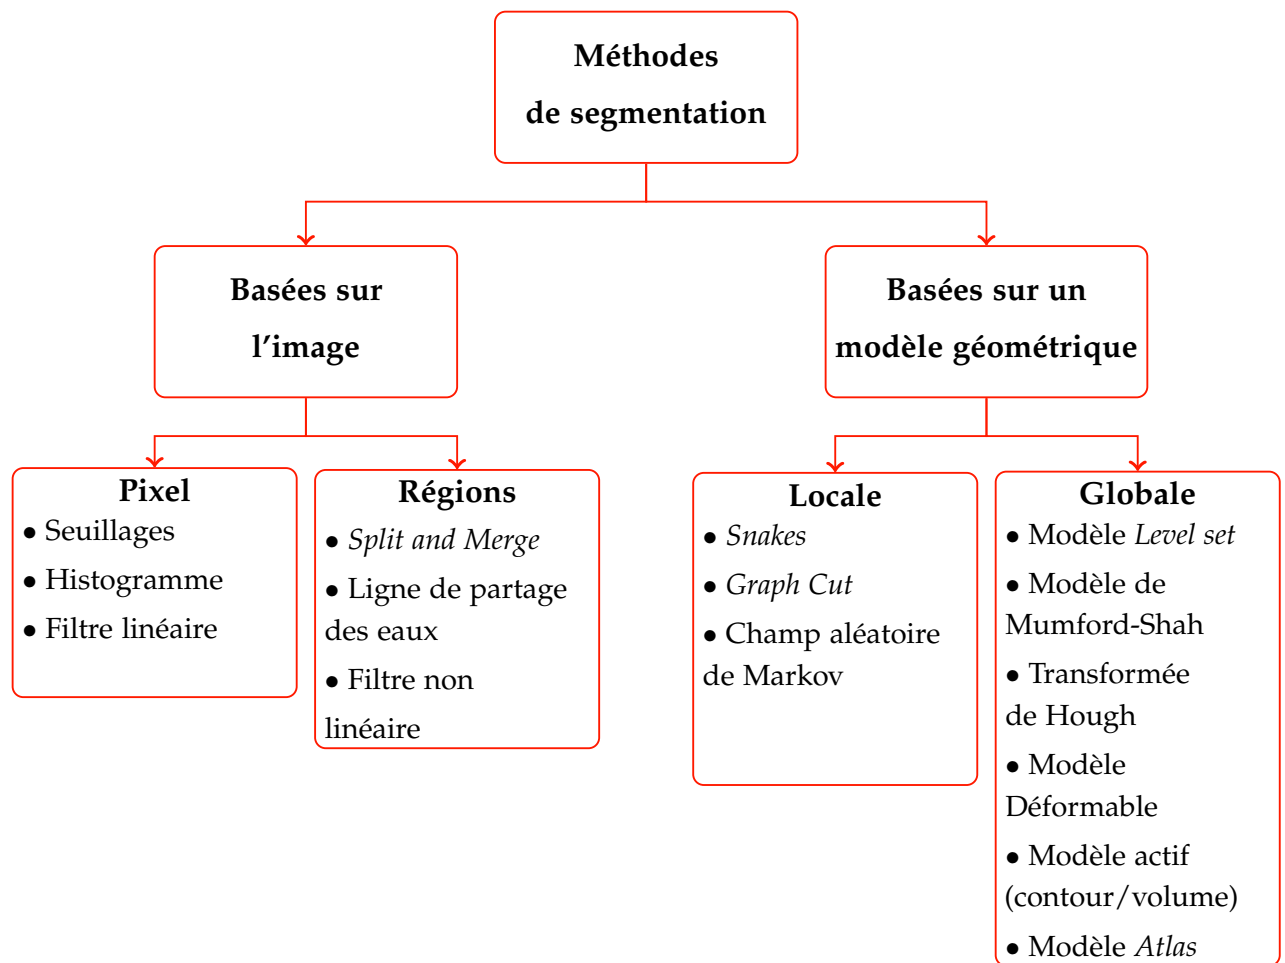 Méthodes
de segmentation
Basées sur
l'image
Basées sur un
modèle géométrique
Pixel
• Seuillages
• Histogramme
• Filtre linéaire
Régions
• Split and Merge
• Ligne de partage
des eaux
• Filtre non
linéaire
Locale
• Snakes
• Graph Cut
• Champ aléatoire
de Markov
Globale
• Modèle Level set
• Modèle de
Mumford-Shah
• Transformée
de Hough
• Modèle
Déformable
• Modèle actif
(contour/volume)
• Modèle Atlas